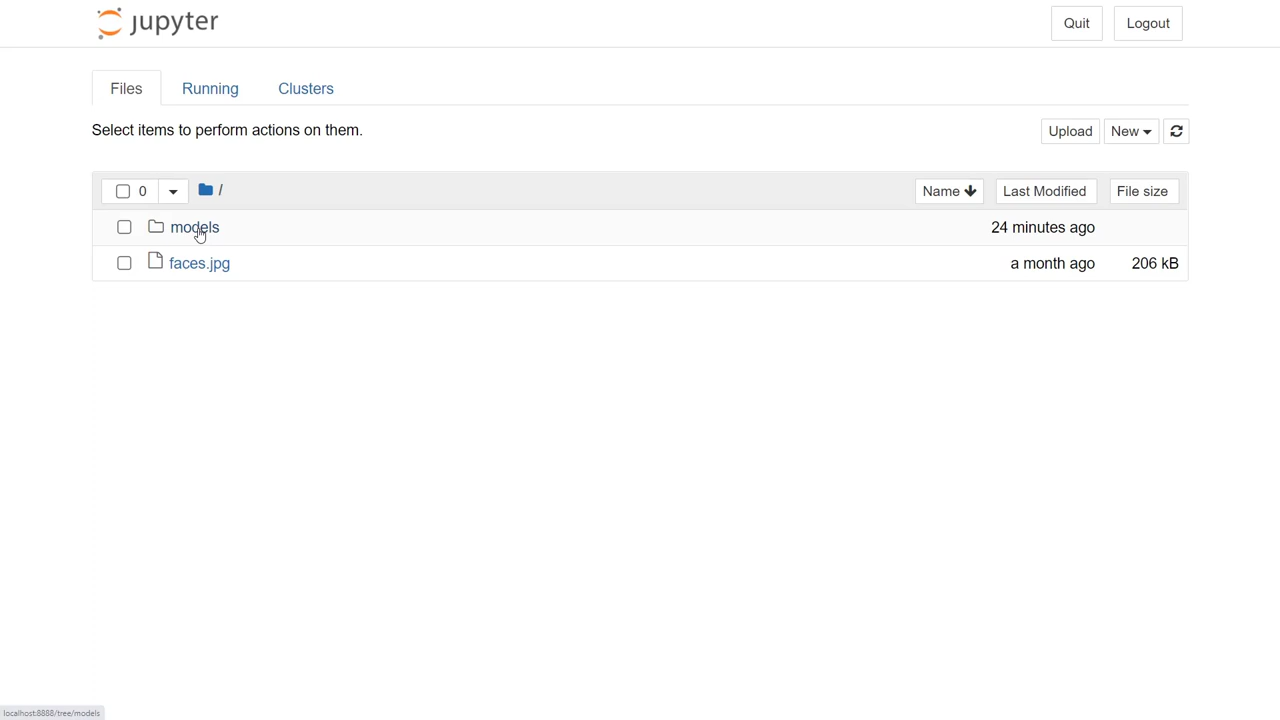 jupyter
Quit
Logout
Files
Running
Clusters
Select items to perform actions on them.
Upload
New
0
/
Name
Last Modified
File size
models
24 minutes ago
faces.jpg
a month ago
206 kB
localhost:8888/tree/models